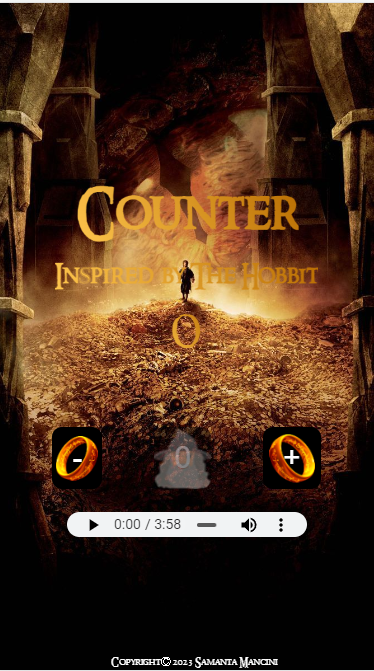 Counter
Inspired by The Hobbit
0
- 0 +
0:00 / 3:58
Copyright© 2023 Samanta Mancini